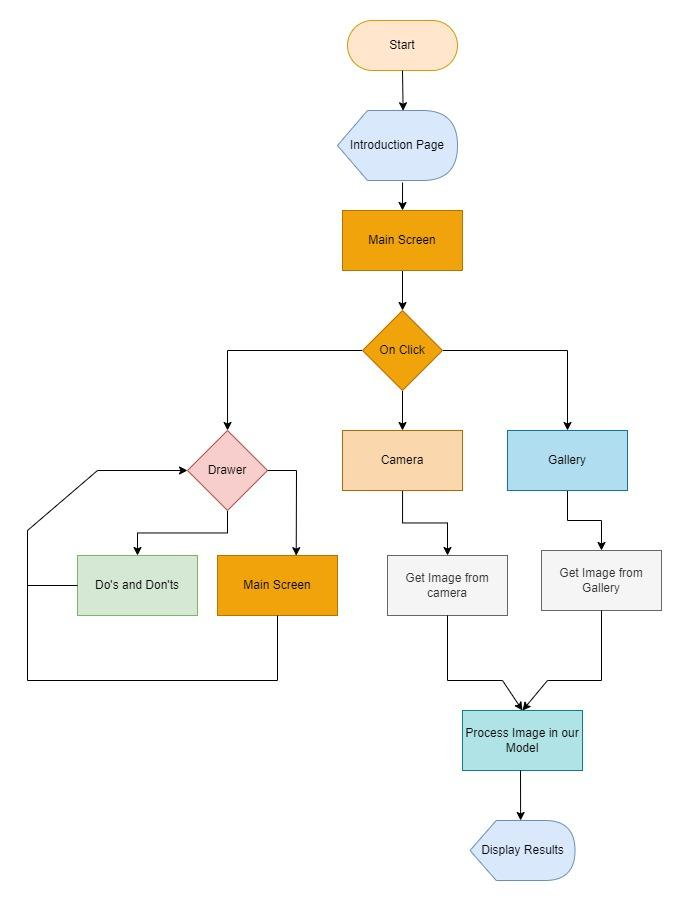 Start
Introduction Page
Main Screen
On Click
Drawer
Camera
Gallery
Do's and Don'ts
Main Screen
Get Image from
camera
Get Image from
Gallery
Process Image in our
Model
Display Results